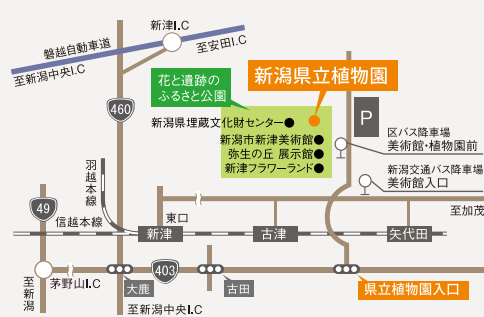 新津I.C
磐越自動車道
至安田I.C
至新潟中央I.C
花と遺跡の
ふるさと公園
新潟県立植物園
460
新潟県埋蔵文化財センター
P
新潟市新津美術館
弥生の丘 展示館
新津フラワーランド
区バス降車場
美術館・植物園前
新潟交通バス降車場
美術館入口
羽越本線
49
信越本線
東口
至加茂
新津
古津
矢代田
至新潟
茅野山I.C
403
大鹿
古田
県立植物園入口
至新潟中央I.C